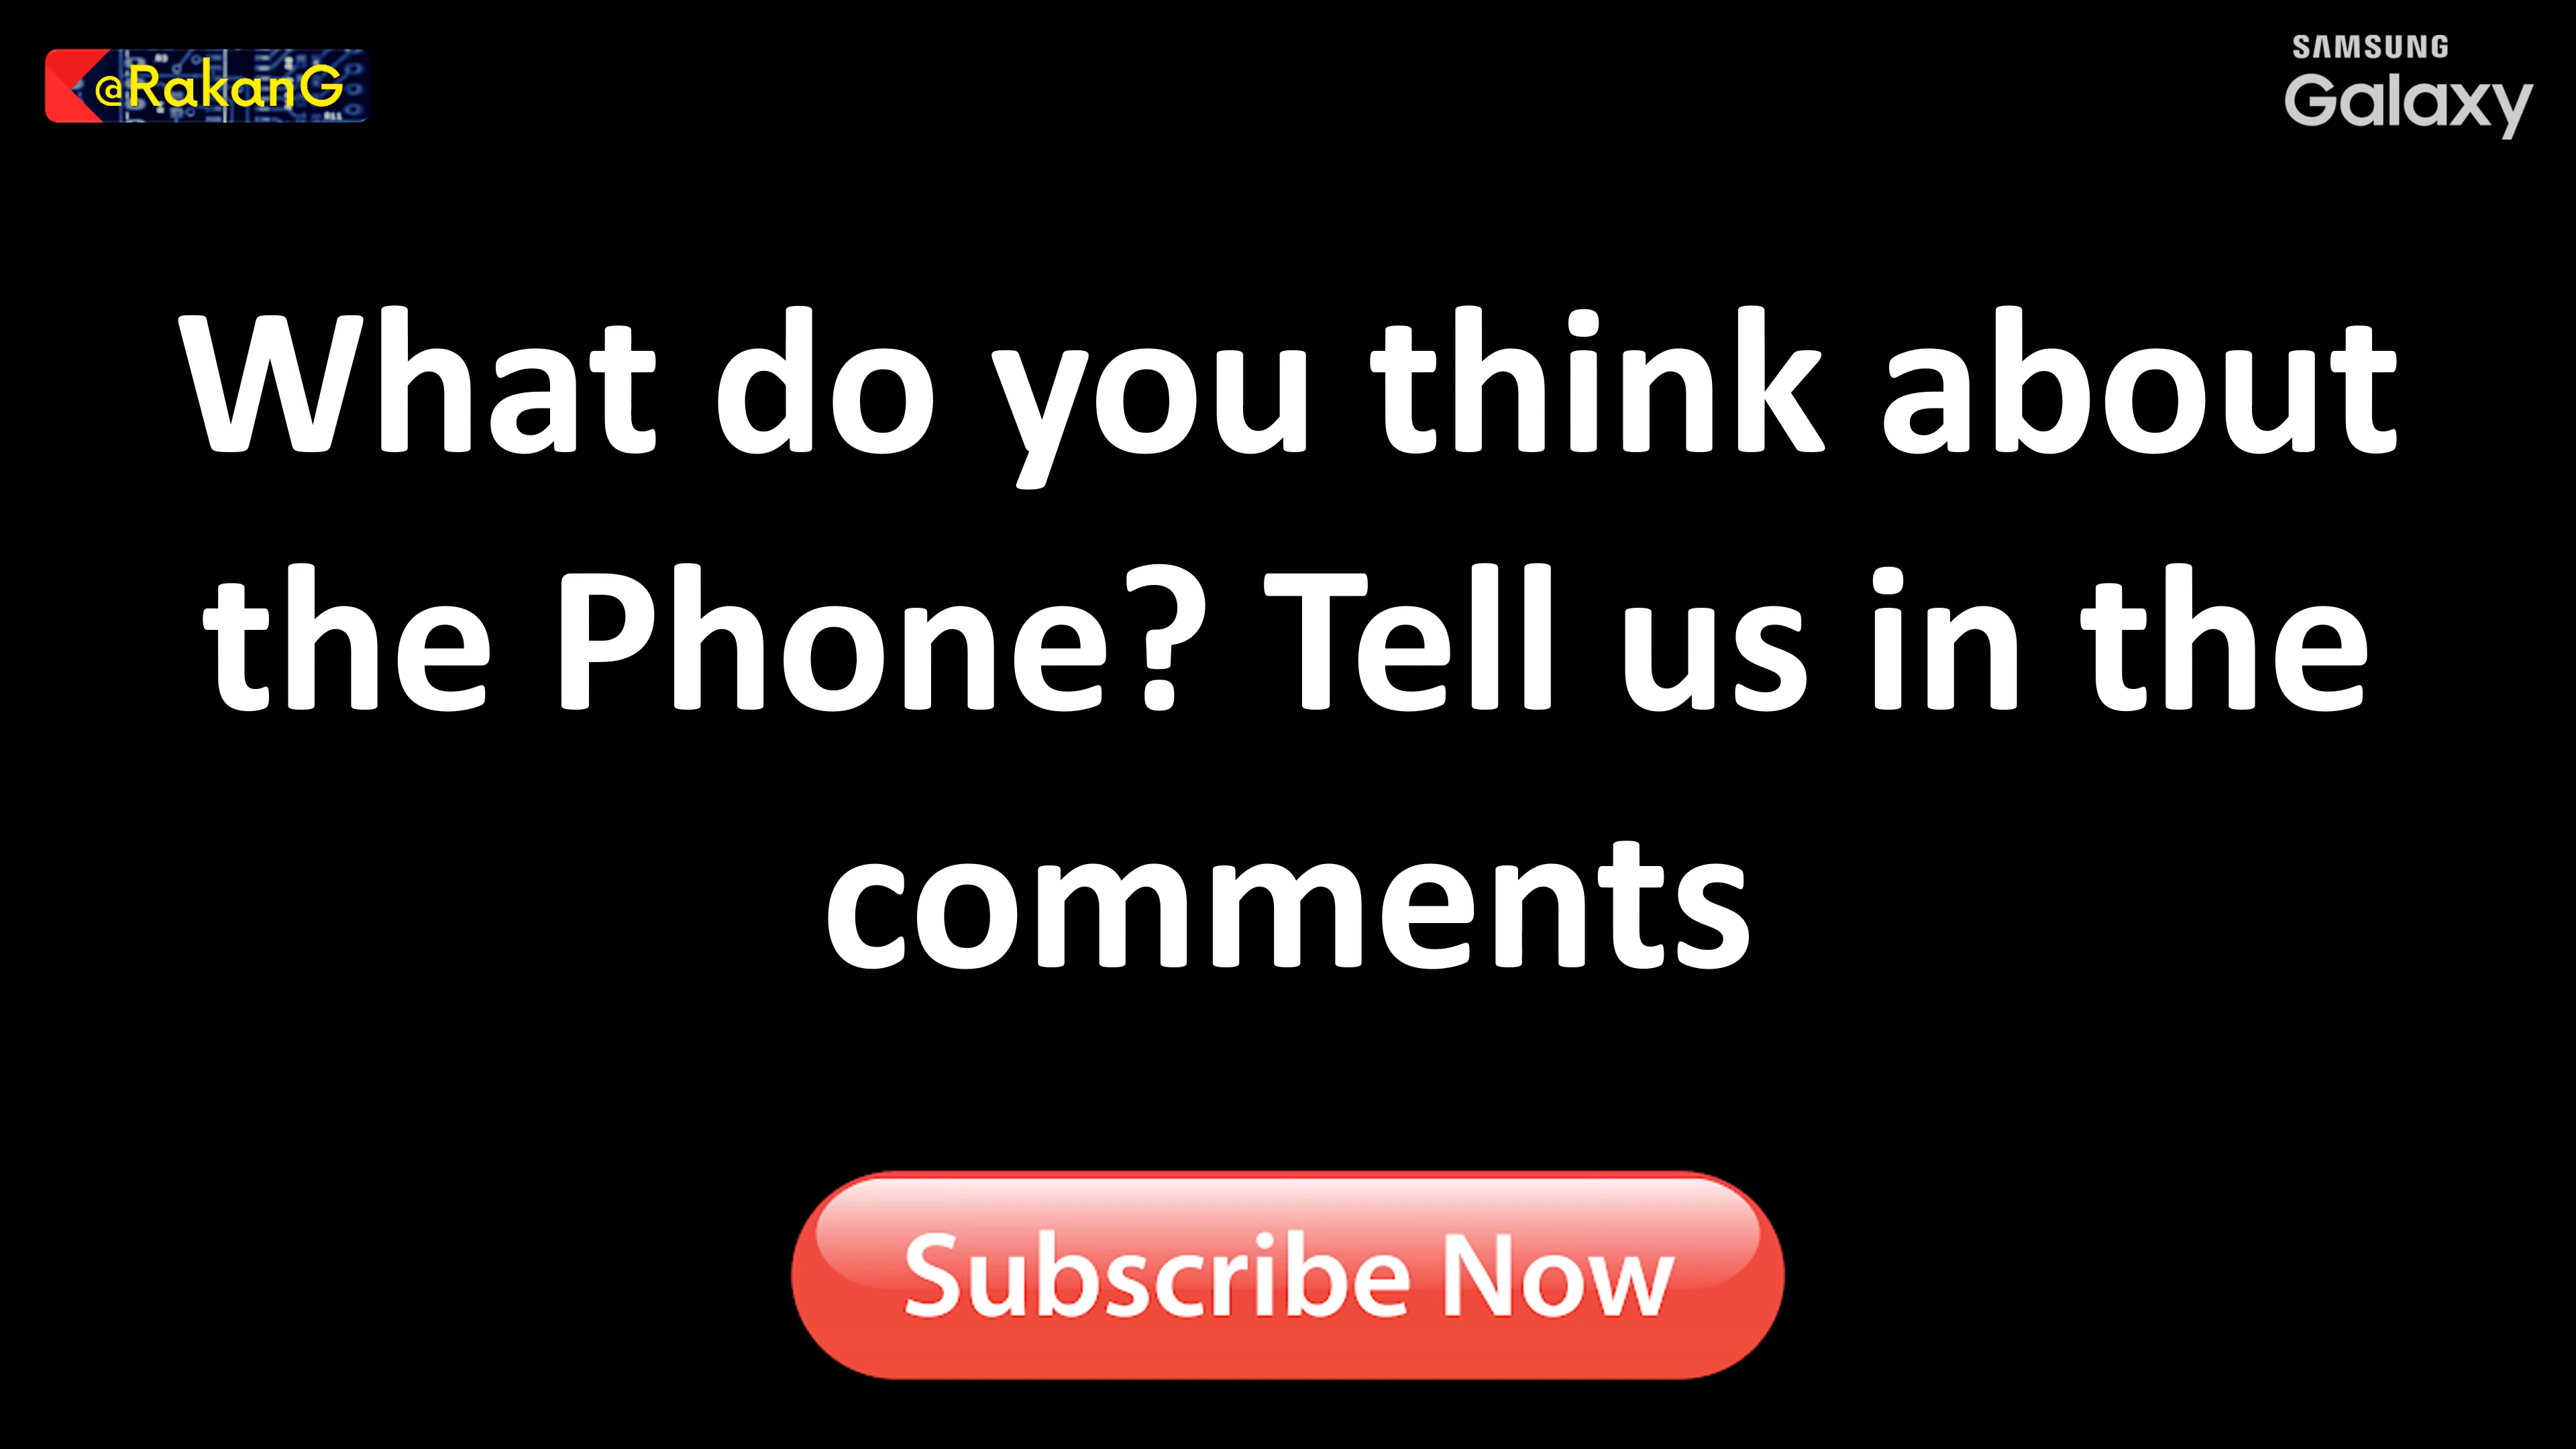 @RakanG
SAMSUNG
Galaxy
What do you think about
the Phone? Tell us in the
comments
Subscribe Now